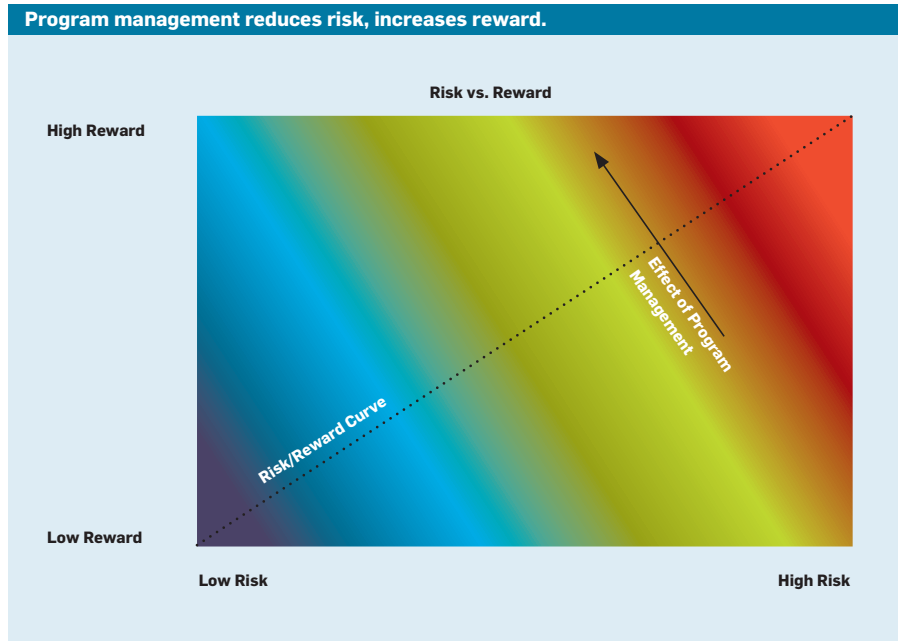 Program management reduces risk, increases reward.
Risk vs. Reward
High Reward
Effect of Program
Management
Risk/Reward Curve
Low Reward
Low Risk
High Risk